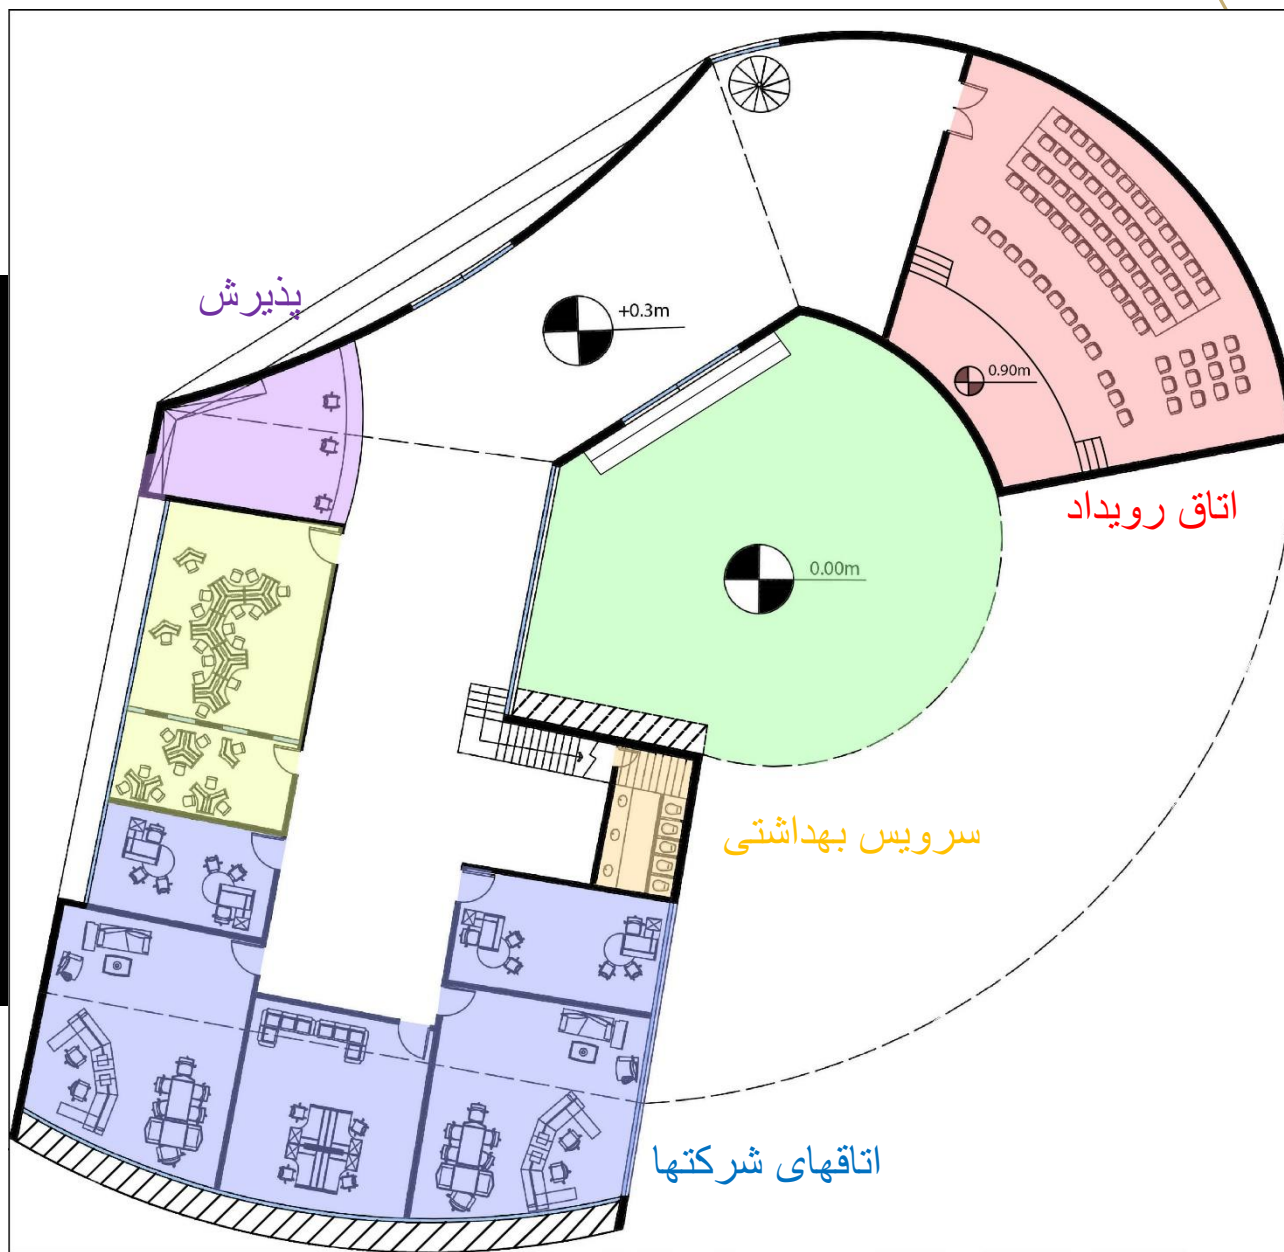 پذیرش
+0.3m
0.90m
اتاق رویداد
0.00m
سرویس بهداشتی
اتاقهای شرکتها